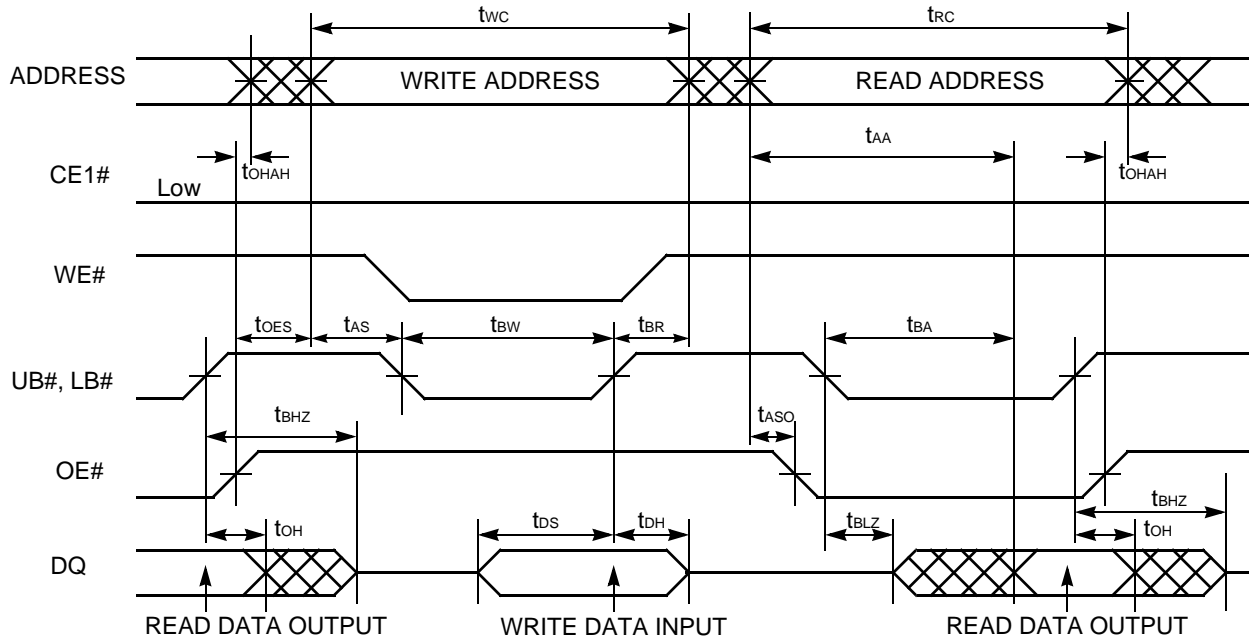 tWC tRC
ADDRESS WRITE ADDRESS READ ADDRESS
tAA
tOHAH tOHAH
CE1# Low
WE#
tOES tAS tBW tBR tBA
UB#, LB#
tBHZ tASO
OE#
tBHZ
tOH tDS tDH tBLZ tOH
DQ
READ DATA OUTPUT WRITE DATA INPUT READ DATA OUTPUT